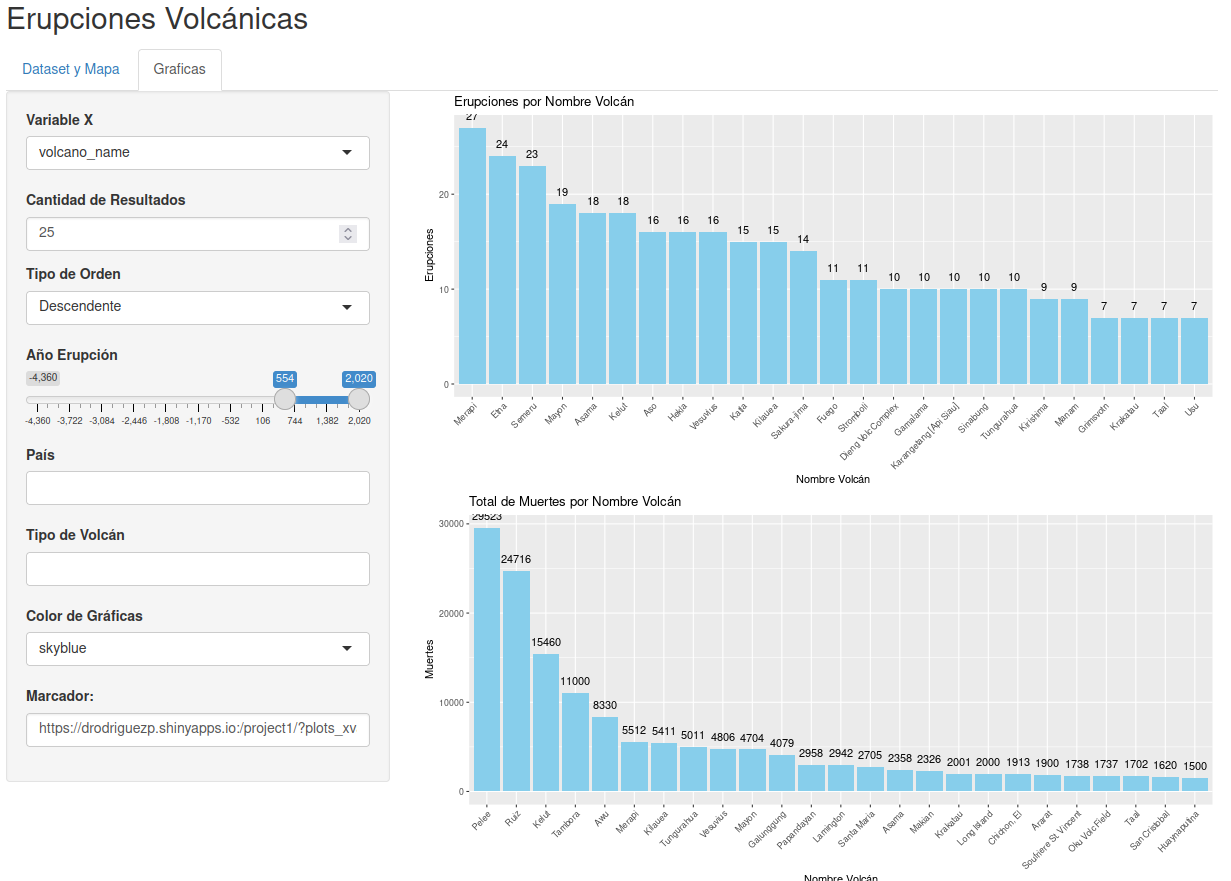 Erupciones Volcánicas
Dataset y Mapa
Graficas
Variable X
volcano_name
Cantidad de Resultados
25
Tipo de Orden
Descendente
Año Erupción
-4,360
554
2,020
-4,360 -3,722 -3,084 -2,446 -1,808 -1,170 -532 106 744 1,382 2,020
País
Tipo de Volcán
Color de Gráficas
skyblue
Marcador:
https://drodriguezp.shinyapps.io:/project1/?plots_xv
Erupciones por Nombre Volcán
27 24 23 19 18 18 16 16 16 15 15 14 11 11 10 10 10 10 10 9 9 7 7 7 7
20
10
0
Erupciones
Merapi Etna Semeru Mayon Asama Kelut Aso Hekla Vesuvius Katla Kilauea Sakura-jima Fuego Stromboli Dieng Volc Complex Gamalama Karangetang [Api Siau] Sinabung Tungurahua Kirishima Manam Grimsvotn Krakatau Taal Usu
Nombre Volcán
Total de Muertes por Nombre Volcán
29523 24716 15460 11000 8330 5512 5411 5011 4806 4704 4079 2958 2942 2705 2358 2326 2001 2000 1913 1900 1738 1737 1702 1620 1500
30000
20000
10000
0
Muertes
Pelee Ruiz Kelut Tambora Awu Merapi Kilauea Tungurahua Vesuvius Mayon Galunggung Papandayan Lamington Santa Maria Asama Makian Krakatau Long Island Chichon, El Ararat Soufriere St. Vincent Oku Volc Field Taal San Cristobal Huaynaputina
Nombre Volcán